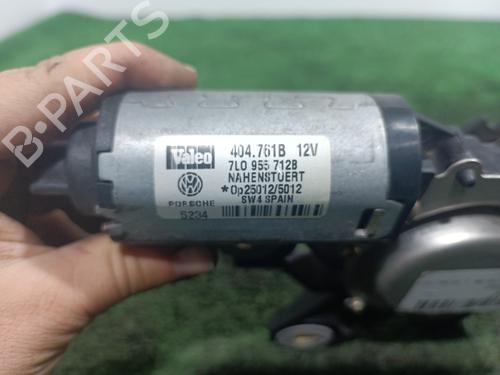 B-PARTS
Valeo 404.761B 12V
7L0 955 712B
NAHENSTUERT
*Op25012/5012
SW4 SPAIN
PORSCHE
5234